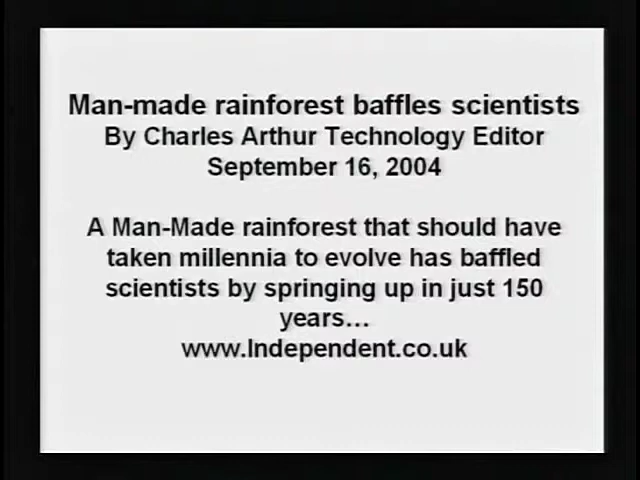 Man-made rainforest baffles scientists
By Charles Arthur Technology Editor
September 16, 2004
A Man-Made rainforest that should have
taken millennia to evolve has baffled
scientists by springing up in just 150
years...
www.Independent.co.uk